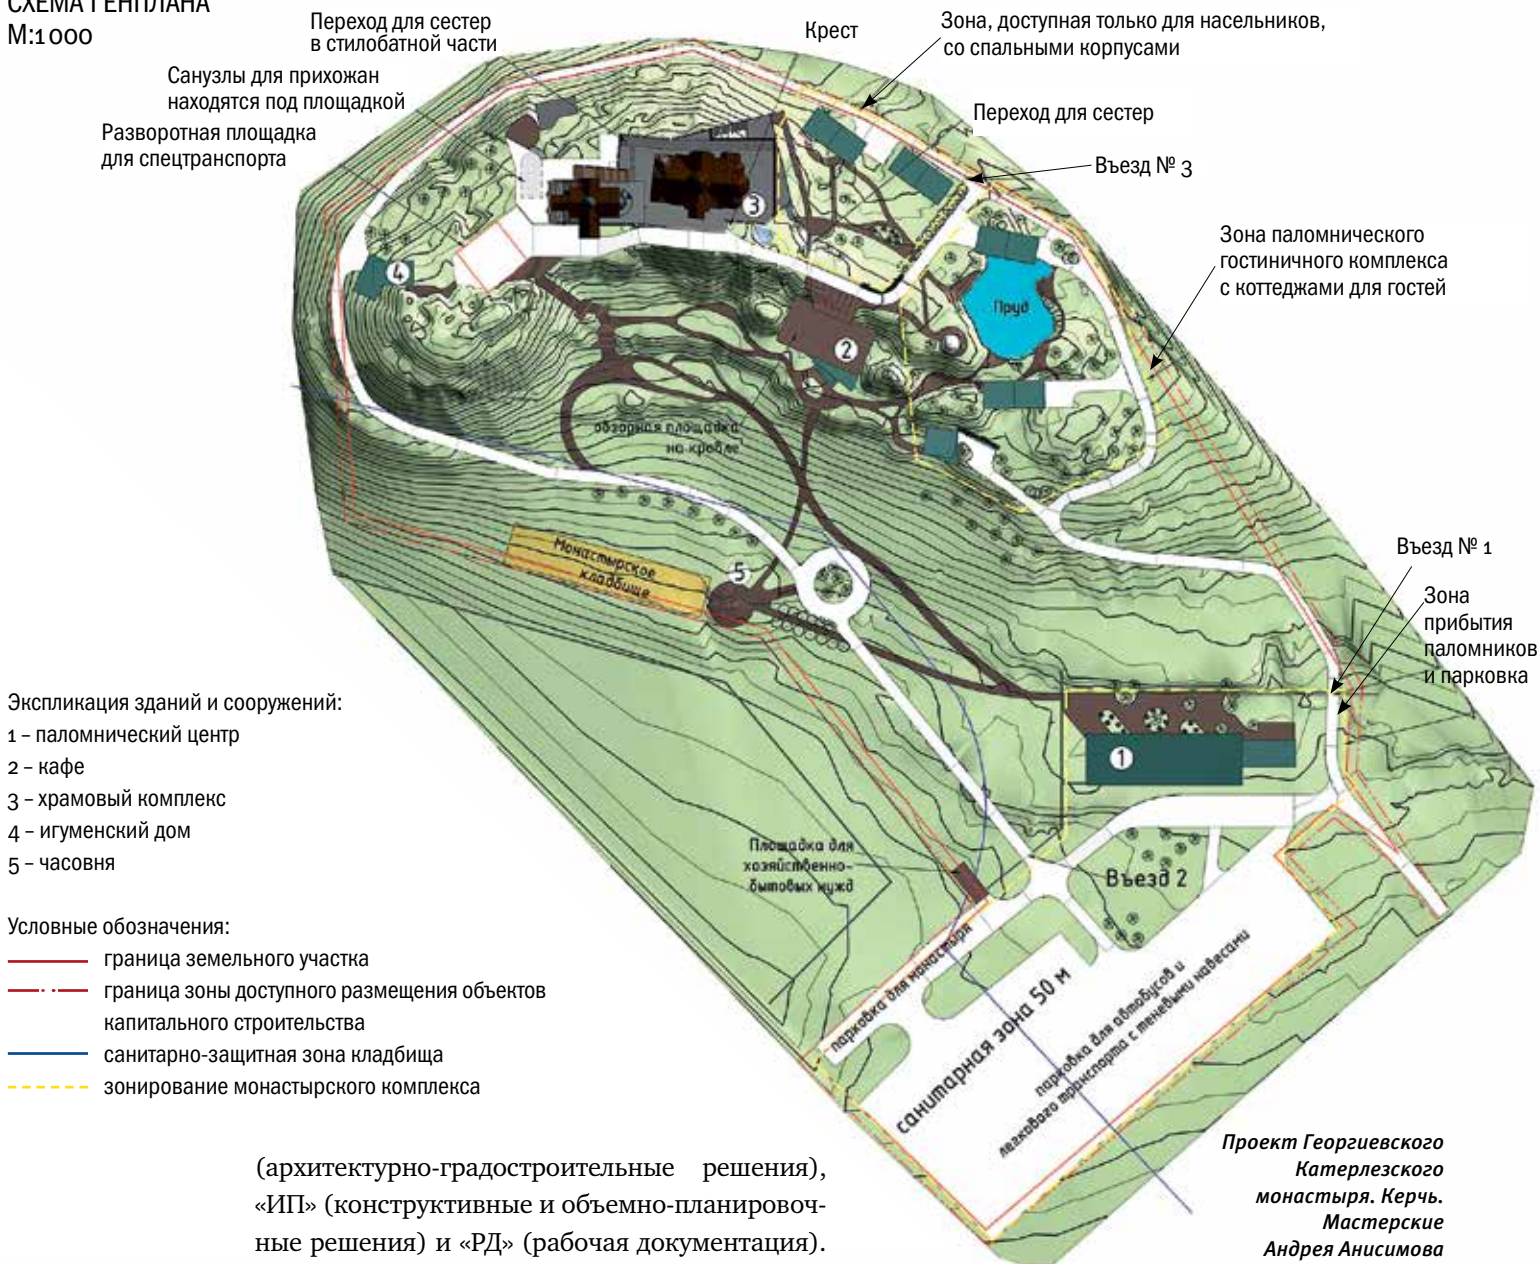 СХЕМА ГЕНПЛАНА
М:1000
Переход для сестер
в стилобатной части
Крест
Зона, доступная только для насельников,
со спальными корпусами
Санузлы для прихожан
находятся под площадкой
Разворотная площадка
для спецтранспорта
Переход для сестер
Въезд № 3
Зона паломнического
гостиничного комплекса
с коттеджами для гостей
3
4
2
Пруд
обзорная площадка
на кровле
Монастырское
кладбище
5
Въезд № 1
Зона
прибытия
паломников
и парковка
1
Площадка для
хозяйственно-
бытовых нужд
Въезд 2
парковка для монастыря
санитарная зона 50 м
парковка для автобусов и
легкового транспорта с теневыми навесами
Экспликация зданий и сооружений:
1 – паломнический центр
2 – кафе
3 – храмовый комплекс
4 – игуменский дом
5 – часовня
Условные обозначения:
граница земельного участка
граница зоны доступного размещения объектов
капитального строительства
санитарно-защитная зона кладбища
зонирование монастырского комплекса
(архитектурно-градостроительные решения),
«ИП» (конструктивные и объемно-планировоч-
ные решения) и «РД» (рабочая документация).
Проект Георгиевского
Катерлезского
монастыря. Керчь.
Мастерские
Андрея Анисимова